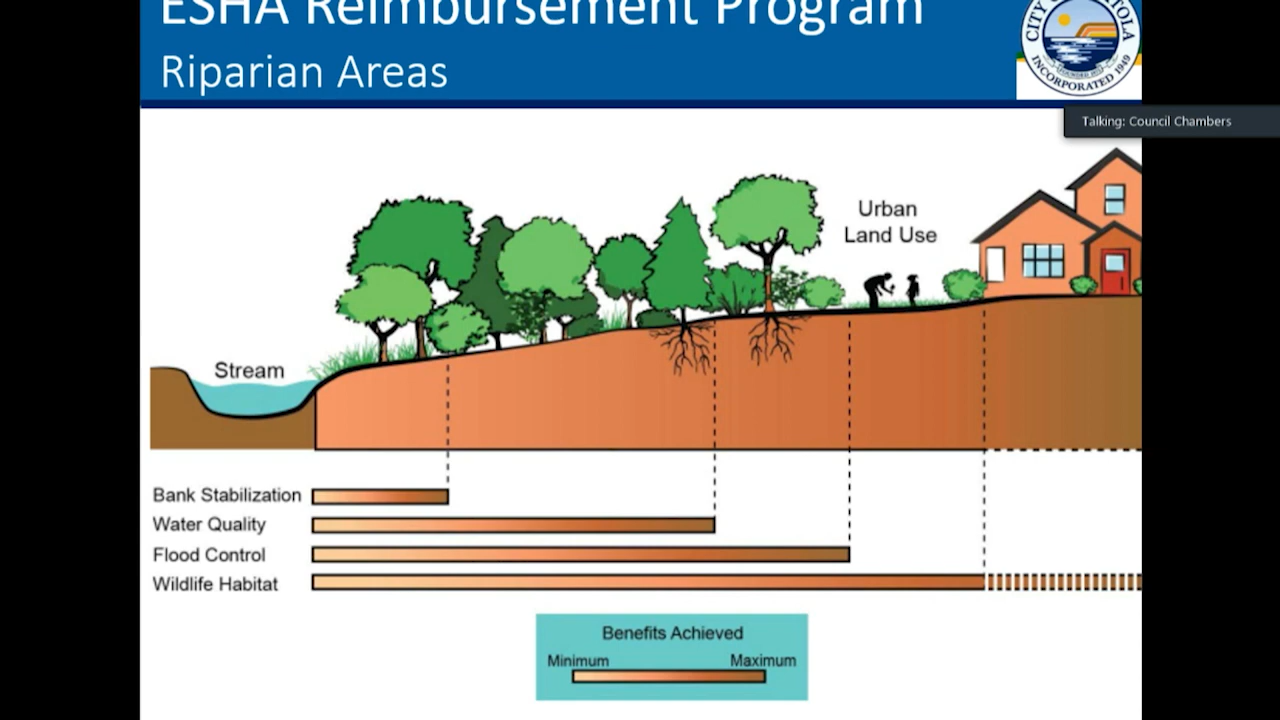 ESHA Reimbursement Program
Riparian Areas
INCORPORATED 1949
Talking: Council Chambers
Urban
Land Use
Stream
Bank Stabilization
Water Quality
Flood Control
Wildlife Habitat
Benefits Achieved
Minimum Maximum